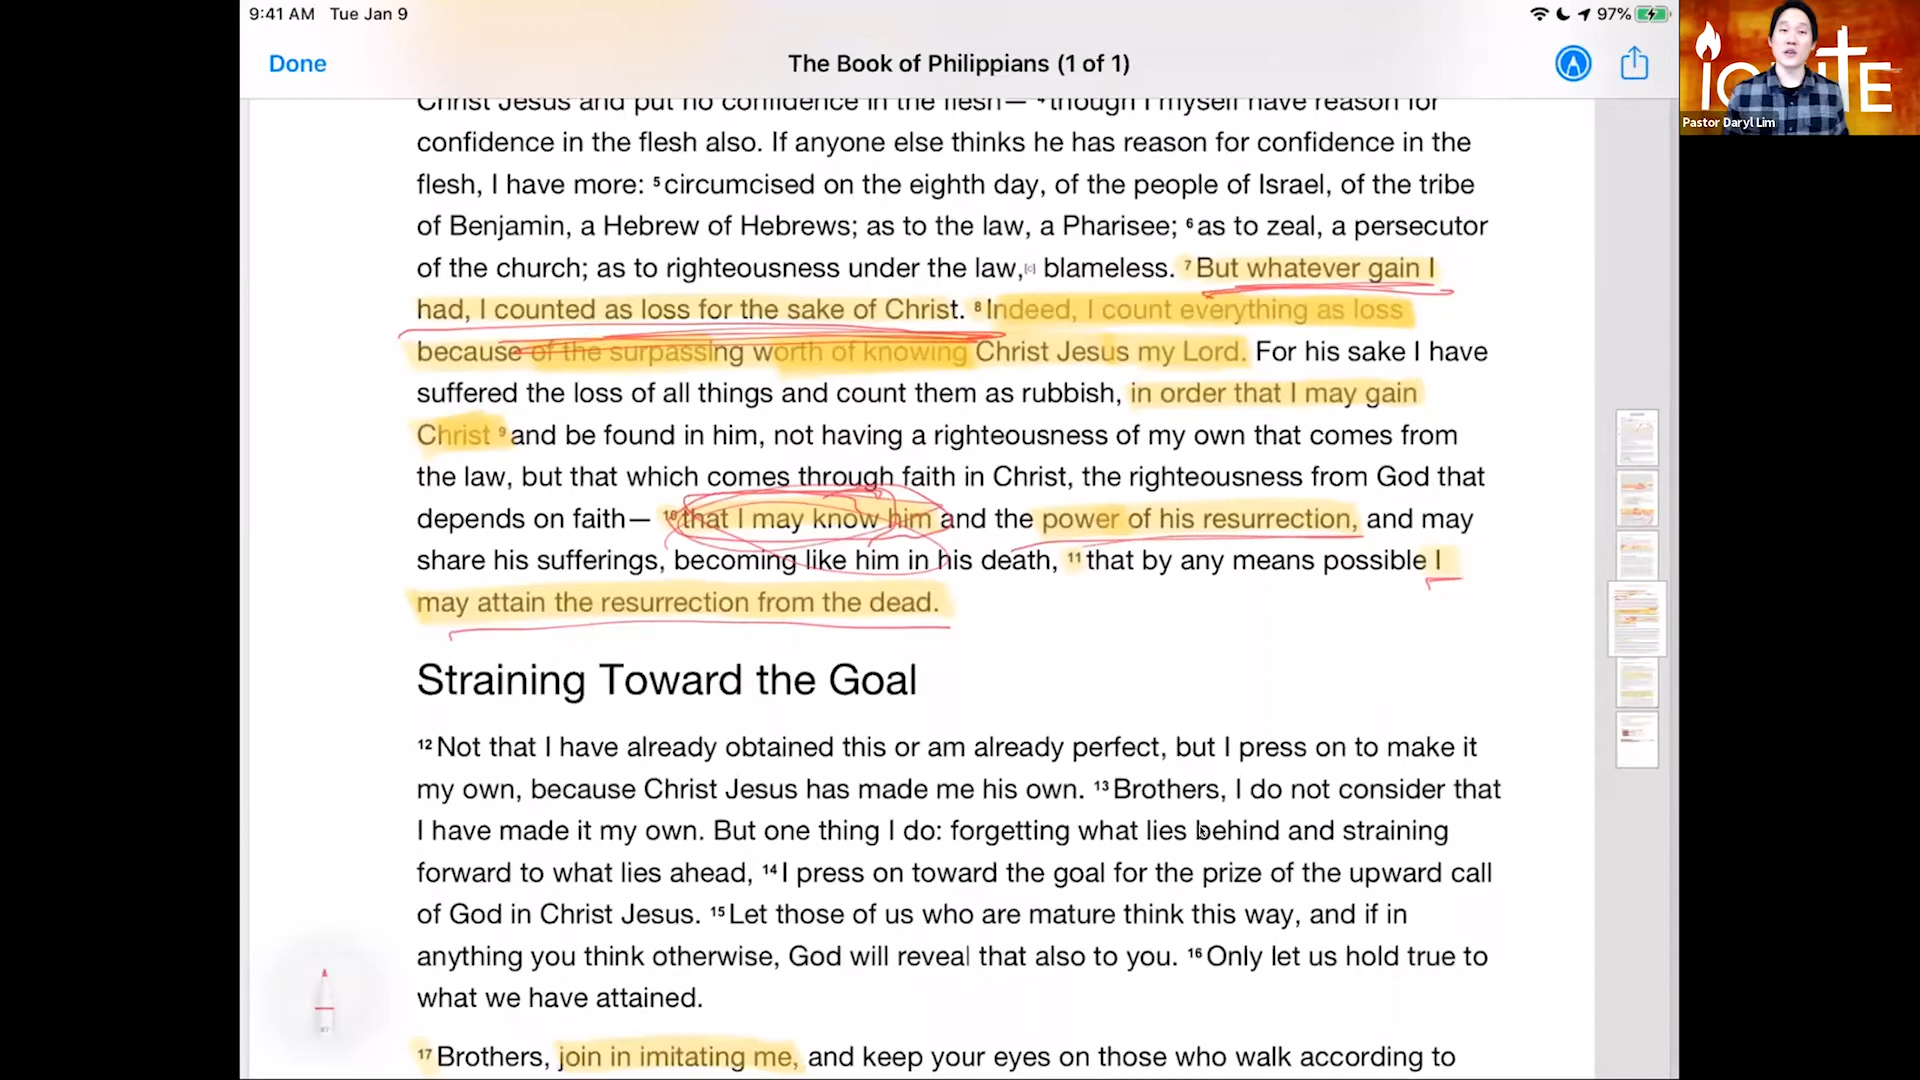 9:41 AM Tue Jan 9
97%
Done
The Book of Philippians (1 of 1)
IGNITE
Pastor Daryl Lim
Christ Jesus and put no confidence in the flesh— ⁴though I myself have reason for
confidence in the flesh also. If anyone else thinks he has reason for confidence in the
flesh, I have more: ⁵circumcised on the eighth day, of the people of Israel, of the tribe
of Benjamin, a Hebrew of Hebrews; as to the law, a Pharisee; ⁶as to zeal, a persecutor
of the church; as to righteousness under the law,[c] blameless. ⁷But whatever gain I
had, I counted as loss for the sake of Christ. ⁸Indeed, I count everything as loss
because of the surpassing worth of knowing Christ Jesus my Lord. For his sake I have
suffered the loss of all things and count them as rubbish, in order that I may gain
Christ ⁹and be found in him, not having a righteousness of my own that comes from
the law, but that which comes through faith in Christ, the righteousness from God that
depends on faith— ¹⁰that I may know him and the power of his resurrection, and may
share his sufferings, becoming like him in his death, ¹¹that by any means possible I
may attain the resurrection from the dead.
Straining Toward the Goal
¹²Not that I have already obtained this or am already perfect, but I press on to make it
my own, because Christ Jesus has made me his own. ¹³Brothers, I do not consider that
I have made it my own. But one thing I do: forgetting what lies behind and straining
forward to what lies ahead, ¹⁴I press on toward the goal for the prize of the upward call
of God in Christ Jesus. ¹⁵Let those of us who are mature think this way, and if in
anything you think otherwise, God will reveal that also to you. ¹⁶Only let us hold true to
what we have attained.
¹⁷Brothers, join in imitating me, and keep your eyes on those who walk according to